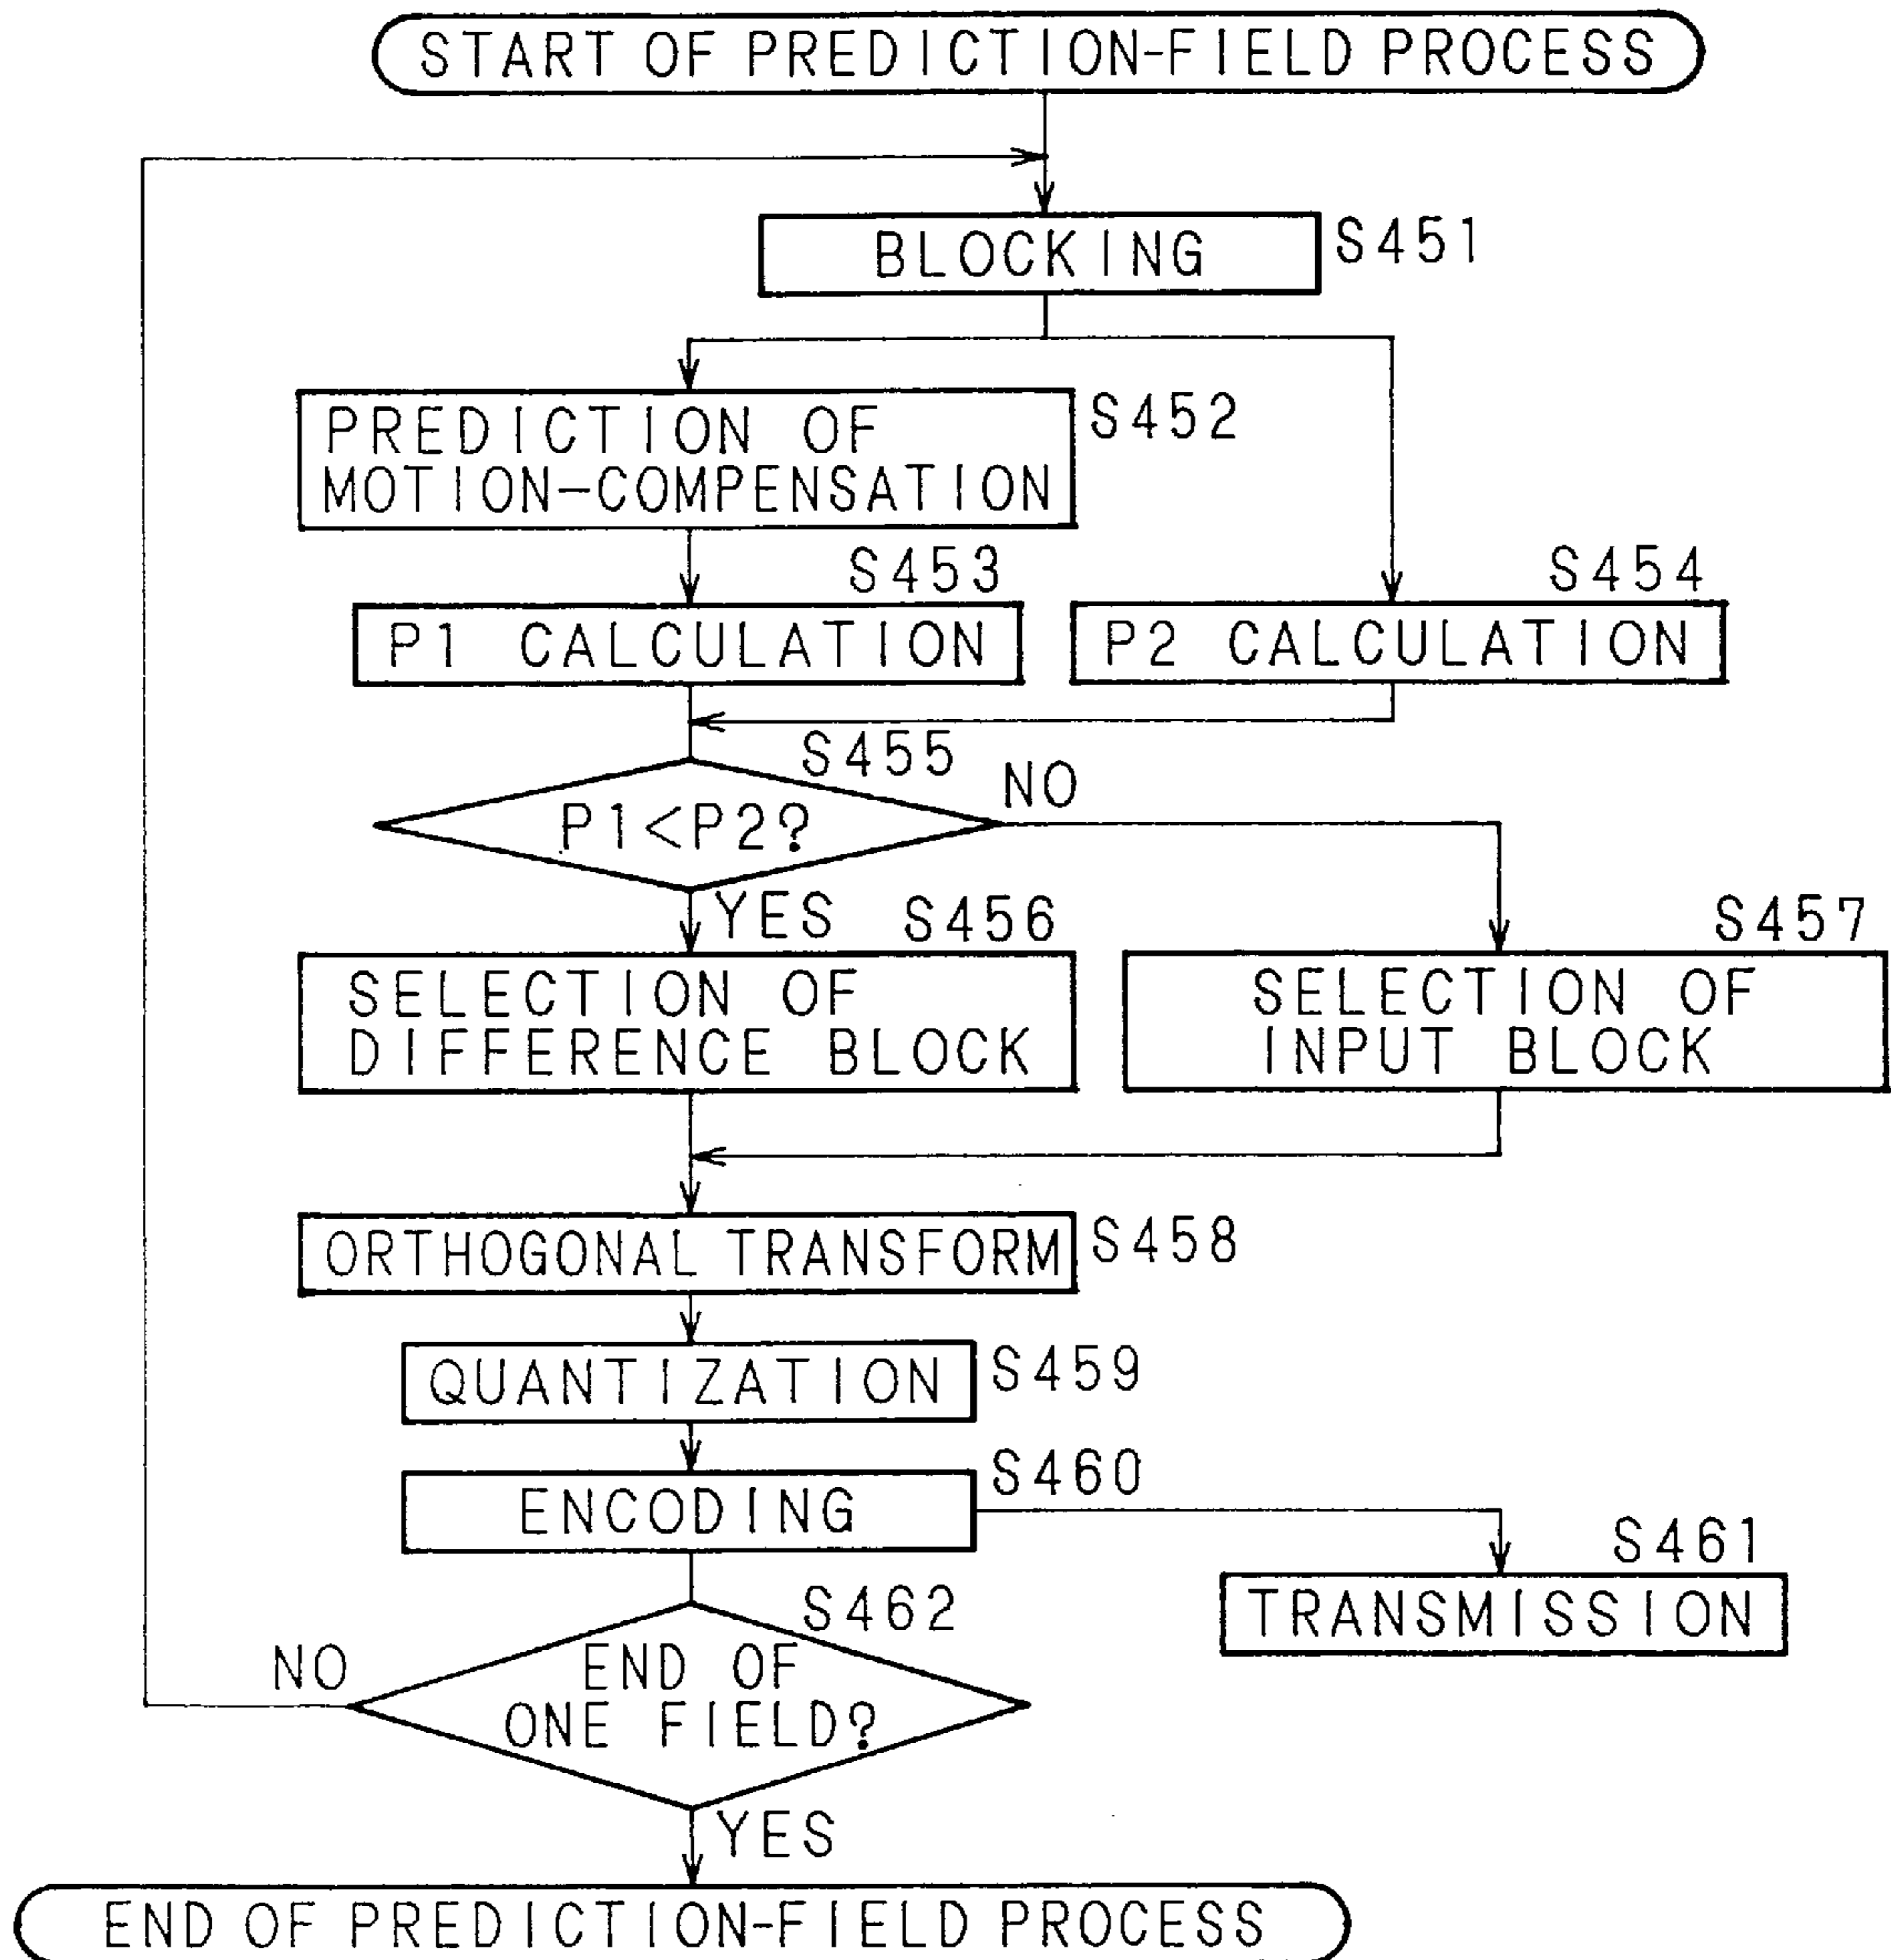 START OF PREDICTION-FIELD PROCESS
BLOCKING
S451
PREDICTION OF
MOTION-COMPENSATION
S452
S453
P1 CALCULATION
S454
P2 CALCULATION
S455
P1<P2?
NO
YES
S456
SELECTION OF
DIFFERENCE BLOCK
S457
SELECTION OF
INPUT BLOCK
ORTHOGONAL TRANSFORM
S458
QUANTIZATION
S459
ENCODING
S460
S461
TRANSMISSION
S462
END OF
ONE FIELD?
NO
YES
END OF PREDICTION-FIELD PROCESS